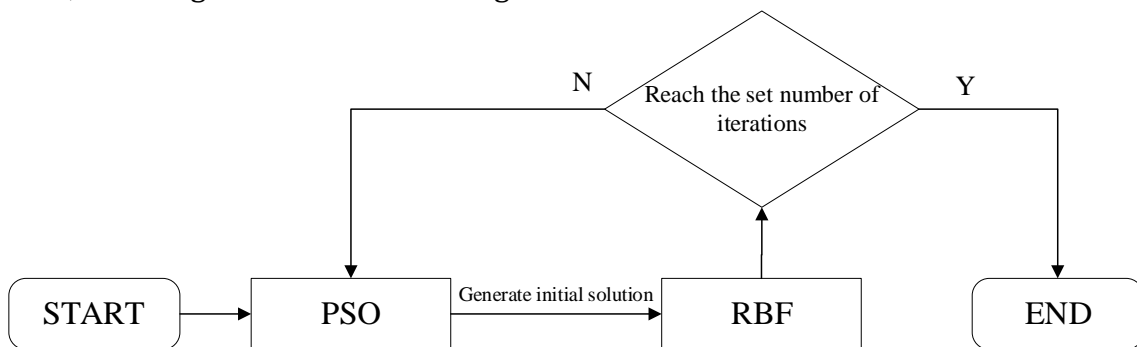 N
Reach the set number of
iterations
Y
START
PSO
Generate initial solution
RBF
END